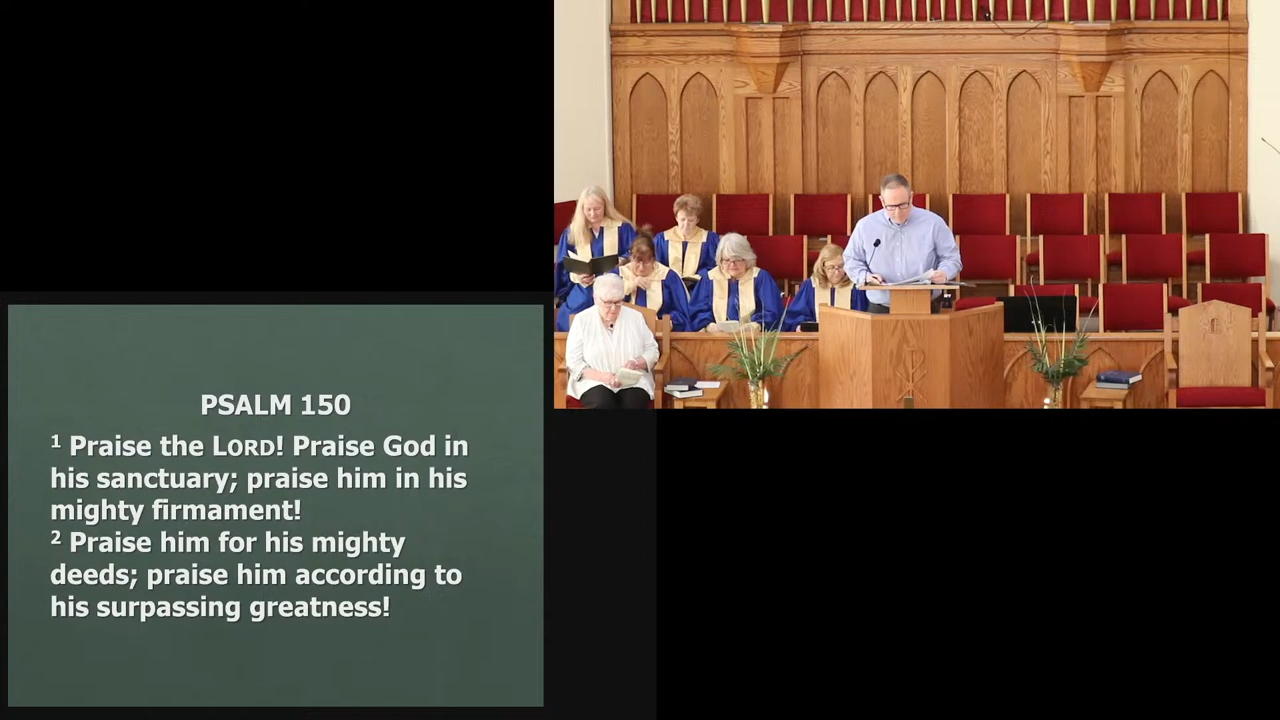 PSALM 150
¹ Praise the LORD! Praise God in
his sanctuary; praise him in his
mighty firmament!
² Praise him for his mighty
deeds; praise him according to
his surpassing greatness!